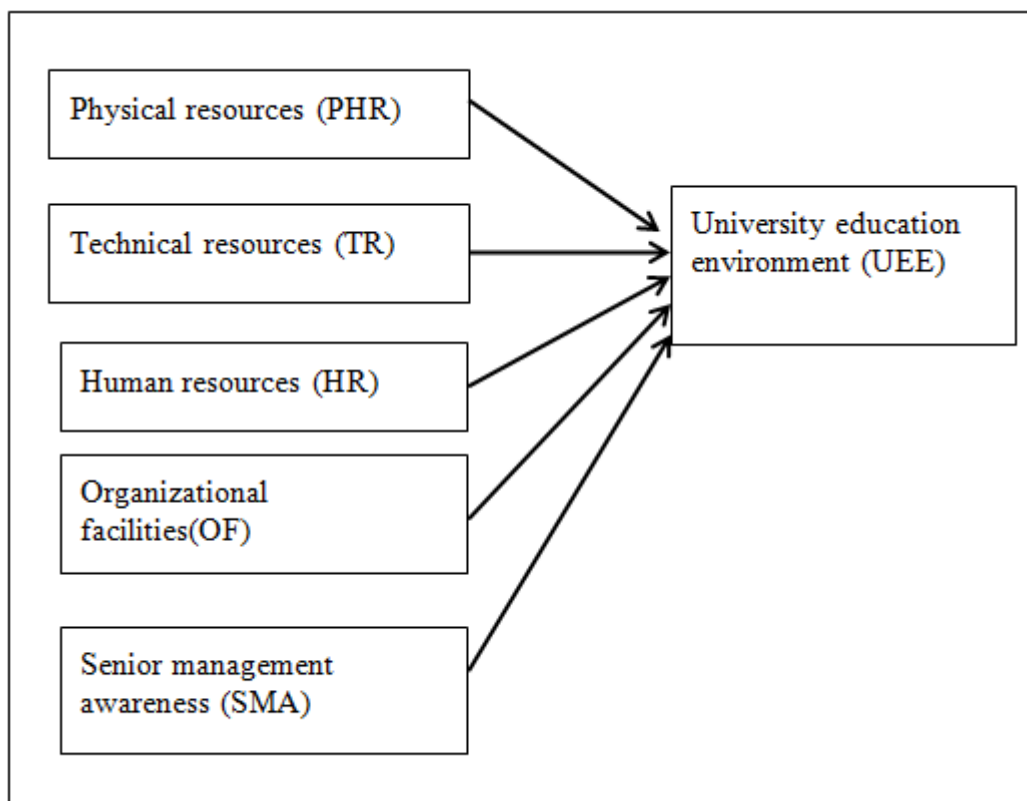 Physical resources (PHR)
Technical resources (TR)
Human resources (HR)
Organizational
facilities(OF)
Senior management
awareness (SMA)
University education
environment (UEE)